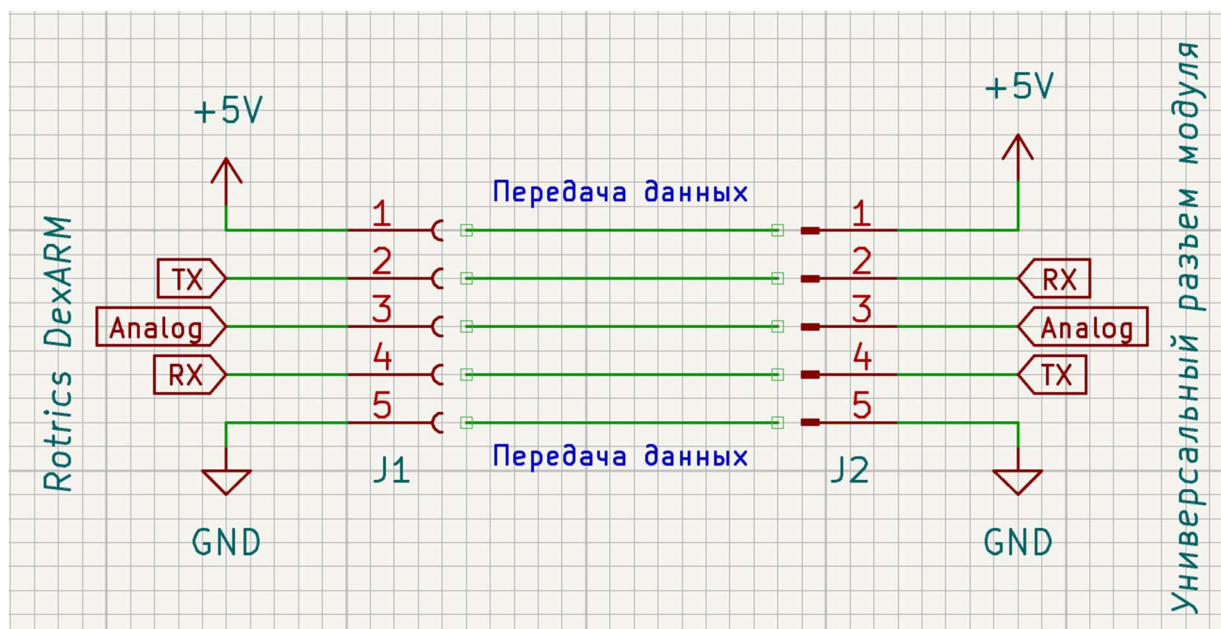 +5V
+5V
Передача данных
1
1
2
2
TX
RX
3
3
Analog
Analog
4
4
RX
TX
5
5
Передача данных
J1
J2
GND
GND
Rotrics DexARM
Универсальный разъем модуля